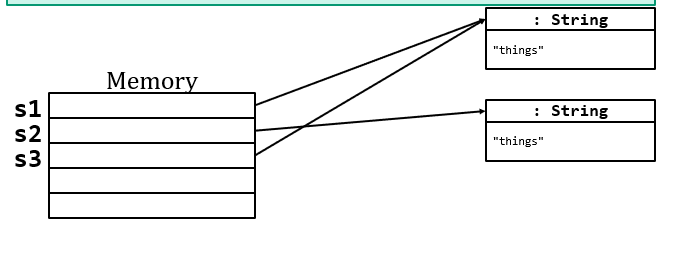 : String
"things"
Memory
s1
s2
s3
: String
"things"